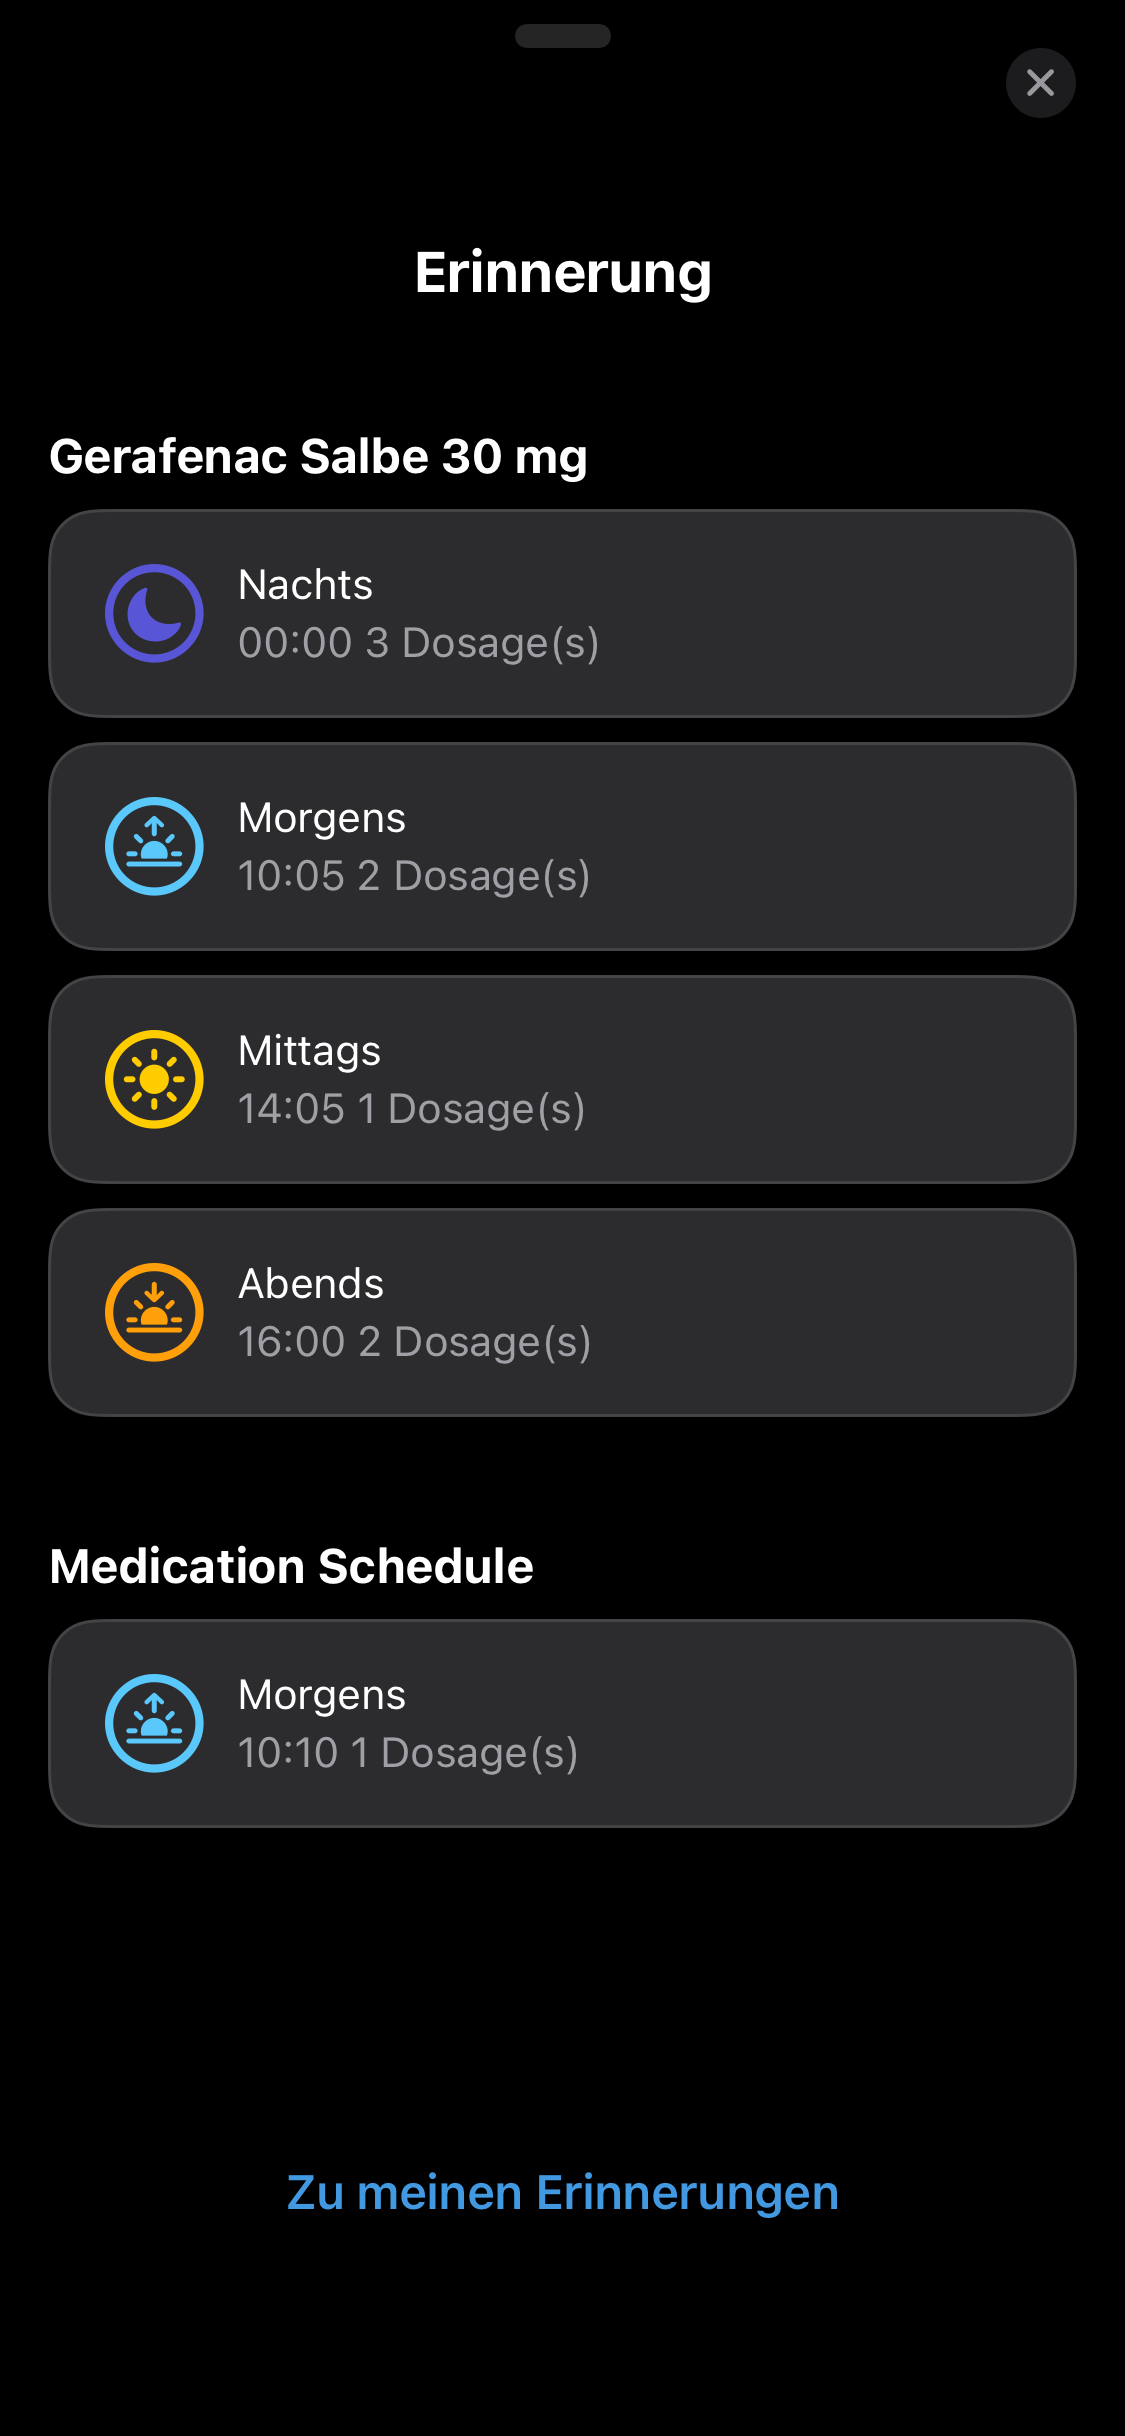 Erinnerung
Gerafenac Salbe 30 mg
Nachts
00:00 3 Dosage(s)
Morgens
10:05 2 Dosage(s)
Mittags
14:05 1 Dosage(s)
Abends
16:00 2 Dosage(s)
Medication Schedule
Morgens
10:10 1 Dosage(s)
Zu meinen Erinnerungen